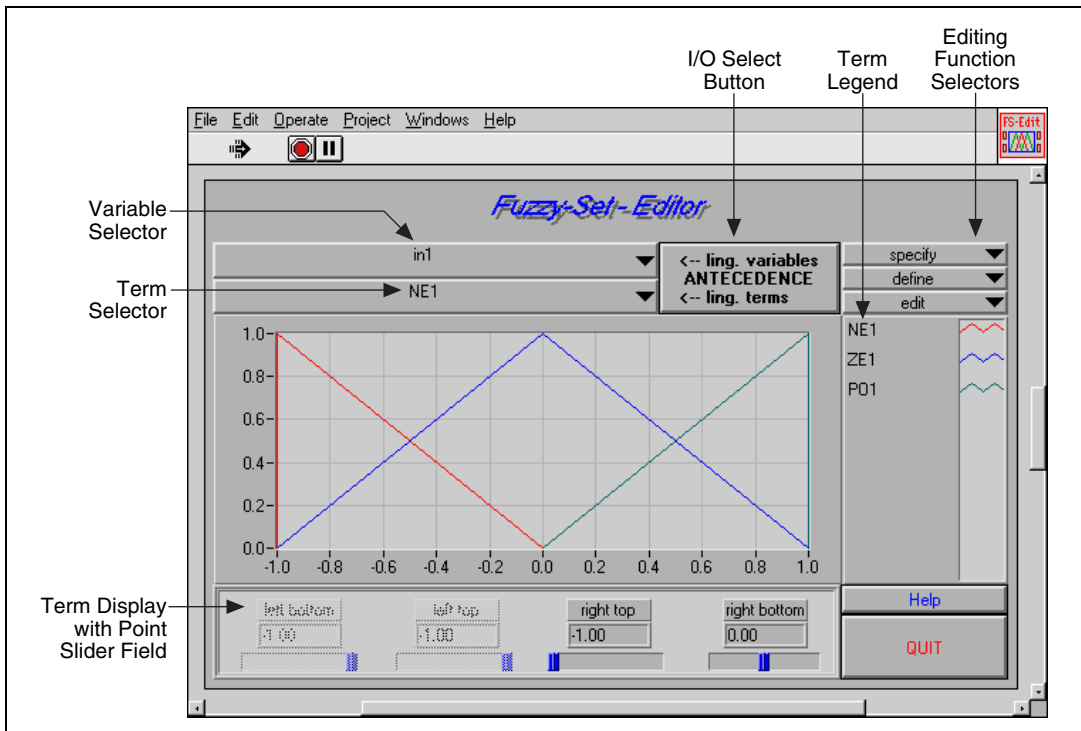 I/O Select
Button
Term
Legend
Editing
Function
Selectors
File Edit Operate Project Windows Help
FS-Edit
Fuzzy-Set-Editor
Variable
Selector
in1
<-- ling. variables
ANTECEDENCE
<-- ling. terms
specify
define
edit
Term
Selector
NE1
NE1
ZE1
PO1
1.0
0.8
0.6
0.4
0.2
0.0
-1.0 -0.8 -0.6 -0.4 -0.2 0.0 0.2 0.4 0.6 0.8 1.0
Term Display
with Point
Slider Field
left bottom
-1.00
left top
-1.00
right top
-1.00
right bottom
0.00
Help
QUIT